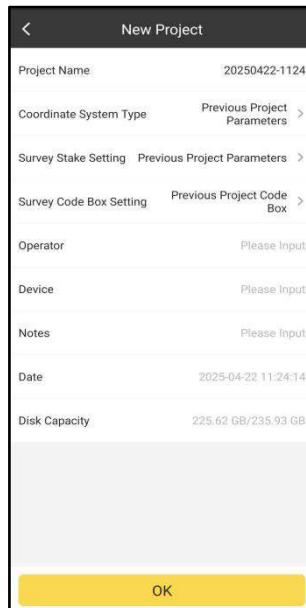 New Project
Project Name 20250422-1124
Coordinate System Type Previous Project
Parameters
Survey Stake Setting Previous Project Parameters
Survey Code Box Setting Previous Project Code
Box
Operator Please Input
Device Please Input
Notes Please Input
Date 2025-04-22 11:24:14
Disk Capacity 225.62 GB/235.93 GB
OK